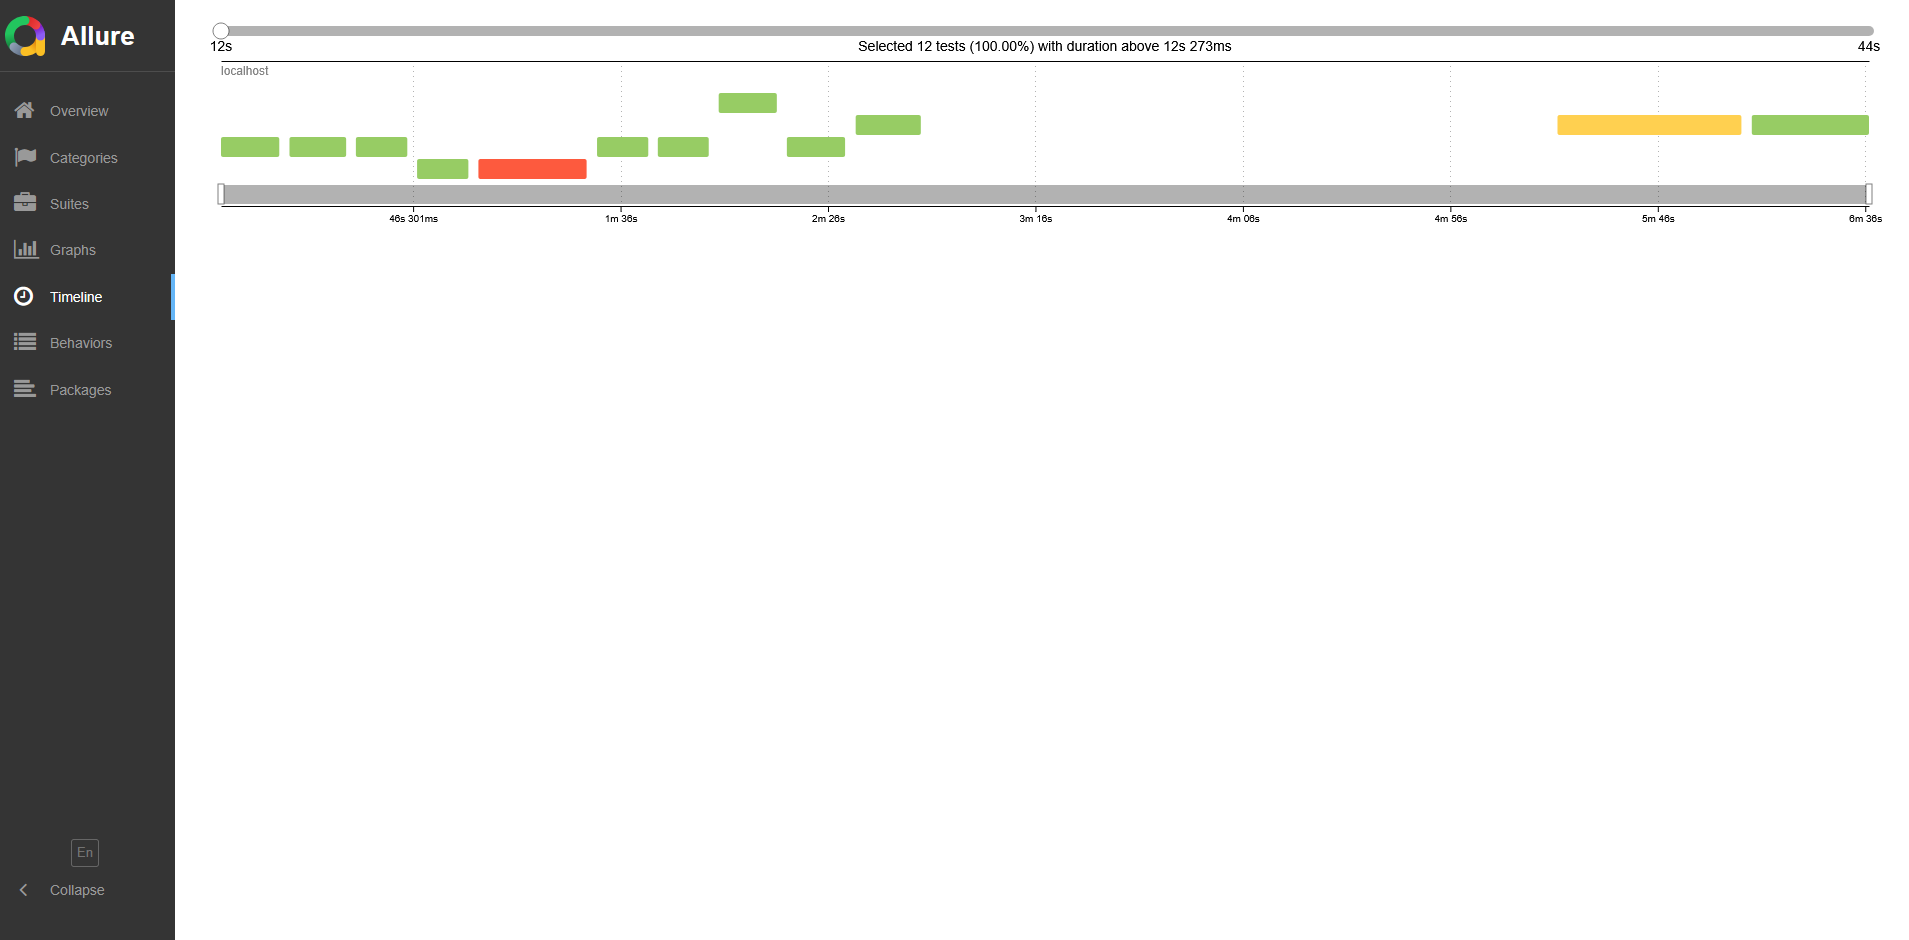 Allure
Overview
Categories
Suites
Graphs
Timeline
Behaviors
Packages
En
Collapse
12s
Selected 12 tests (100.00%) with duration above 12s 273ms
44s
localhost
46s 301ms
1m 36s
2m 26s
3m 16s
4m 06s
4m 56s
5m 46s
6m 36s